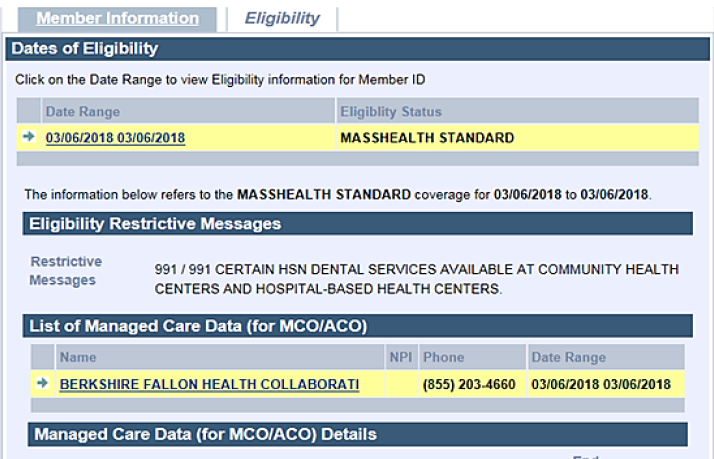 Member Information Eligibility
Dates of Eligibility
Click on the Date Range to view Eligibility information for Member ID
Date Range Eligiblity Status
03/06/2018 03/06/2018 MASSHEALTH STANDARD
The information below refers to the MASSHEALTH STANDARD coverage for 03/06/2018 to 03/06/2018.
Eligibility Restrictive Messages
Restrictive
Messages
991 / 991 CERTAIN HSN DENTAL SERVICES AVAILABLE AT COMMUNITY HEALTH
CENTERS AND HOSPITAL-BASED HEALTH CENTERS.
List of Managed Care Data (for MCO/ACO)
Name NPI Phone Date Range
BERKSHIRE FALLON HEALTH COLLABORATI (855) 203-4660 03/06/2018 03/06/2018
Managed Care Data (for MCO/ACO) Details